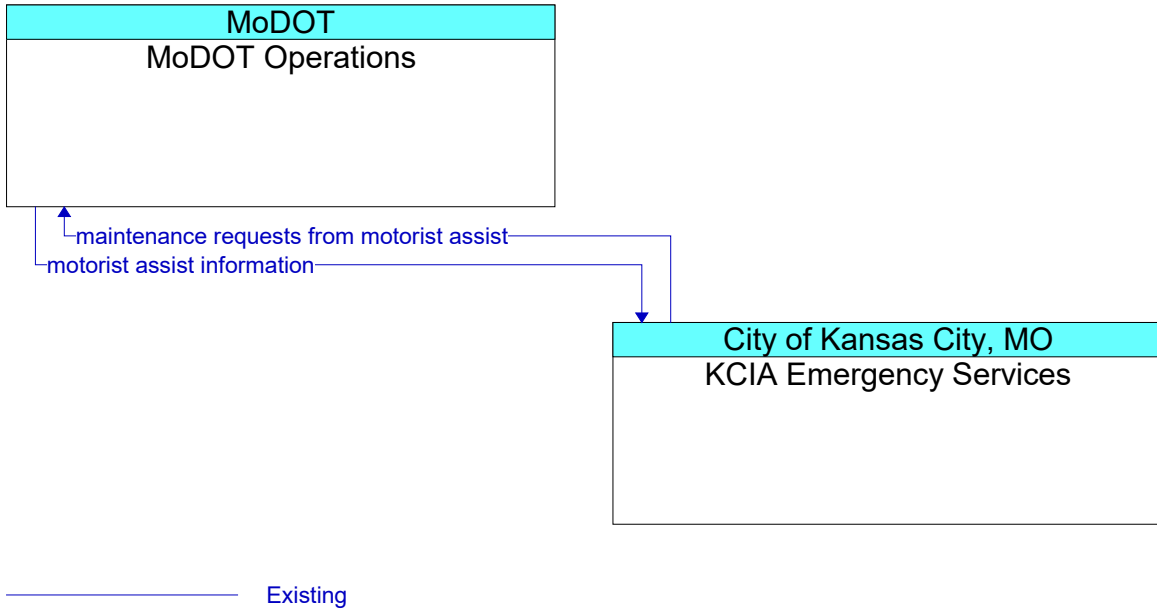 MoDOT
MoDOT Operations
maintenance requests from motorist assist
motorist assist information
City of Kansas City, MO
KCIA Emergency Services
Existing